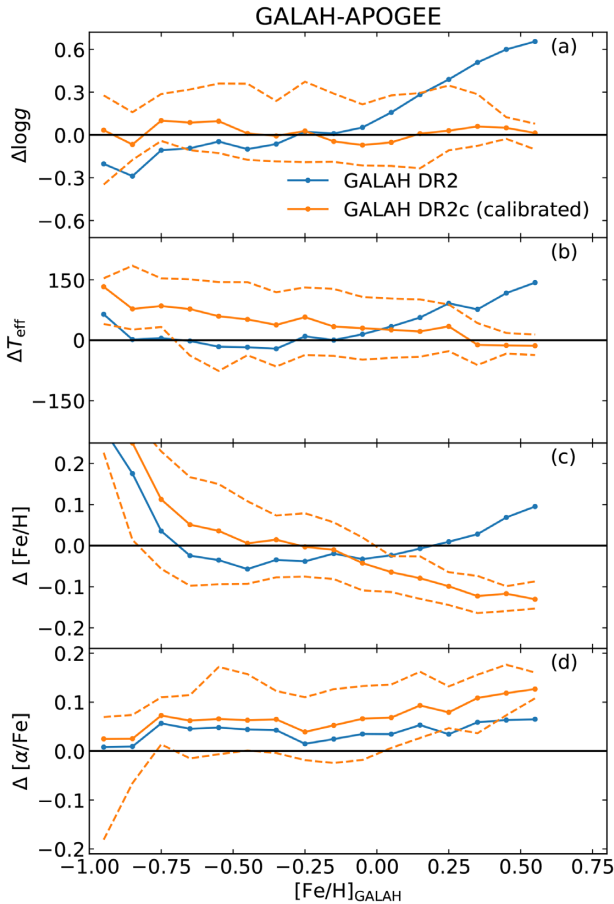 GALAH-APOGEE
(a)
0.6
0.3
0.0
−0.3
−0.6
Δlogg
GALAH DR2
GALAH DR2c (calibrated)
(b)
150
0
−150
ΔTeff
(c)
0.2
0.1
0.0
−0.1
−0.2
Δ [Fe/H]
(d)
0.2
0.1
0.0
−0.1
−0.2
Δ [α/Fe]
−1.00 −0.75 −0.50 −0.25 0.00 0.25 0.50 0.75
[Fe/H]GALAH